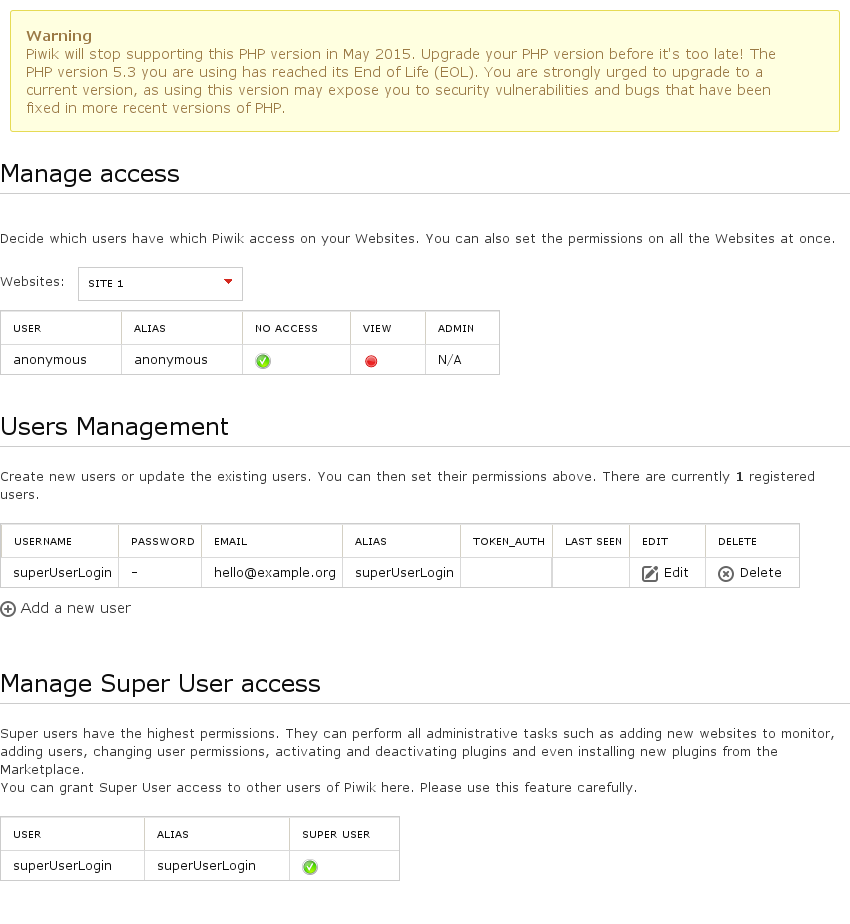 Warning
Piwik will stop supporting this PHP version in May 2015. Upgrade your PHP version before it's too late! The
PHP version 5.3 you are using has reached its End of Life (EOL). You are strongly urged to upgrade to a
current version, as using this version may expose you to security vulnerabilities and bugs that have been
fixed in more recent versions of PHP.
Manage access
Decide which users have which Piwik access on your Websites. You can also set the permissions on all the Websites at once.
Websites: SITE 1
USER ALIAS NO ACCESS VIEW ADMIN
anonymous anonymous N/A
Users Management
Create new users or update the existing users. You can then set their permissions above. There are currently 1 registered
users.
USERNAME PASSWORD EMAIL ALIAS TOKEN_AUTH LAST SEEN EDIT DELETE
superUserLogin - hello@example.org superUserLogin Edit Delete
Add a new user
Manage Super User access
Super users have the highest permissions. They can perform all administrative tasks such as adding new websites to monitor,
adding users, changing user permissions, activating and deactivating plugins and even installing new plugins from the
Marketplace.
You can grant Super User access to other users of Piwik here. Please use this feature carefully.
USER ALIAS SUPER USER
superUserLogin superUserLogin